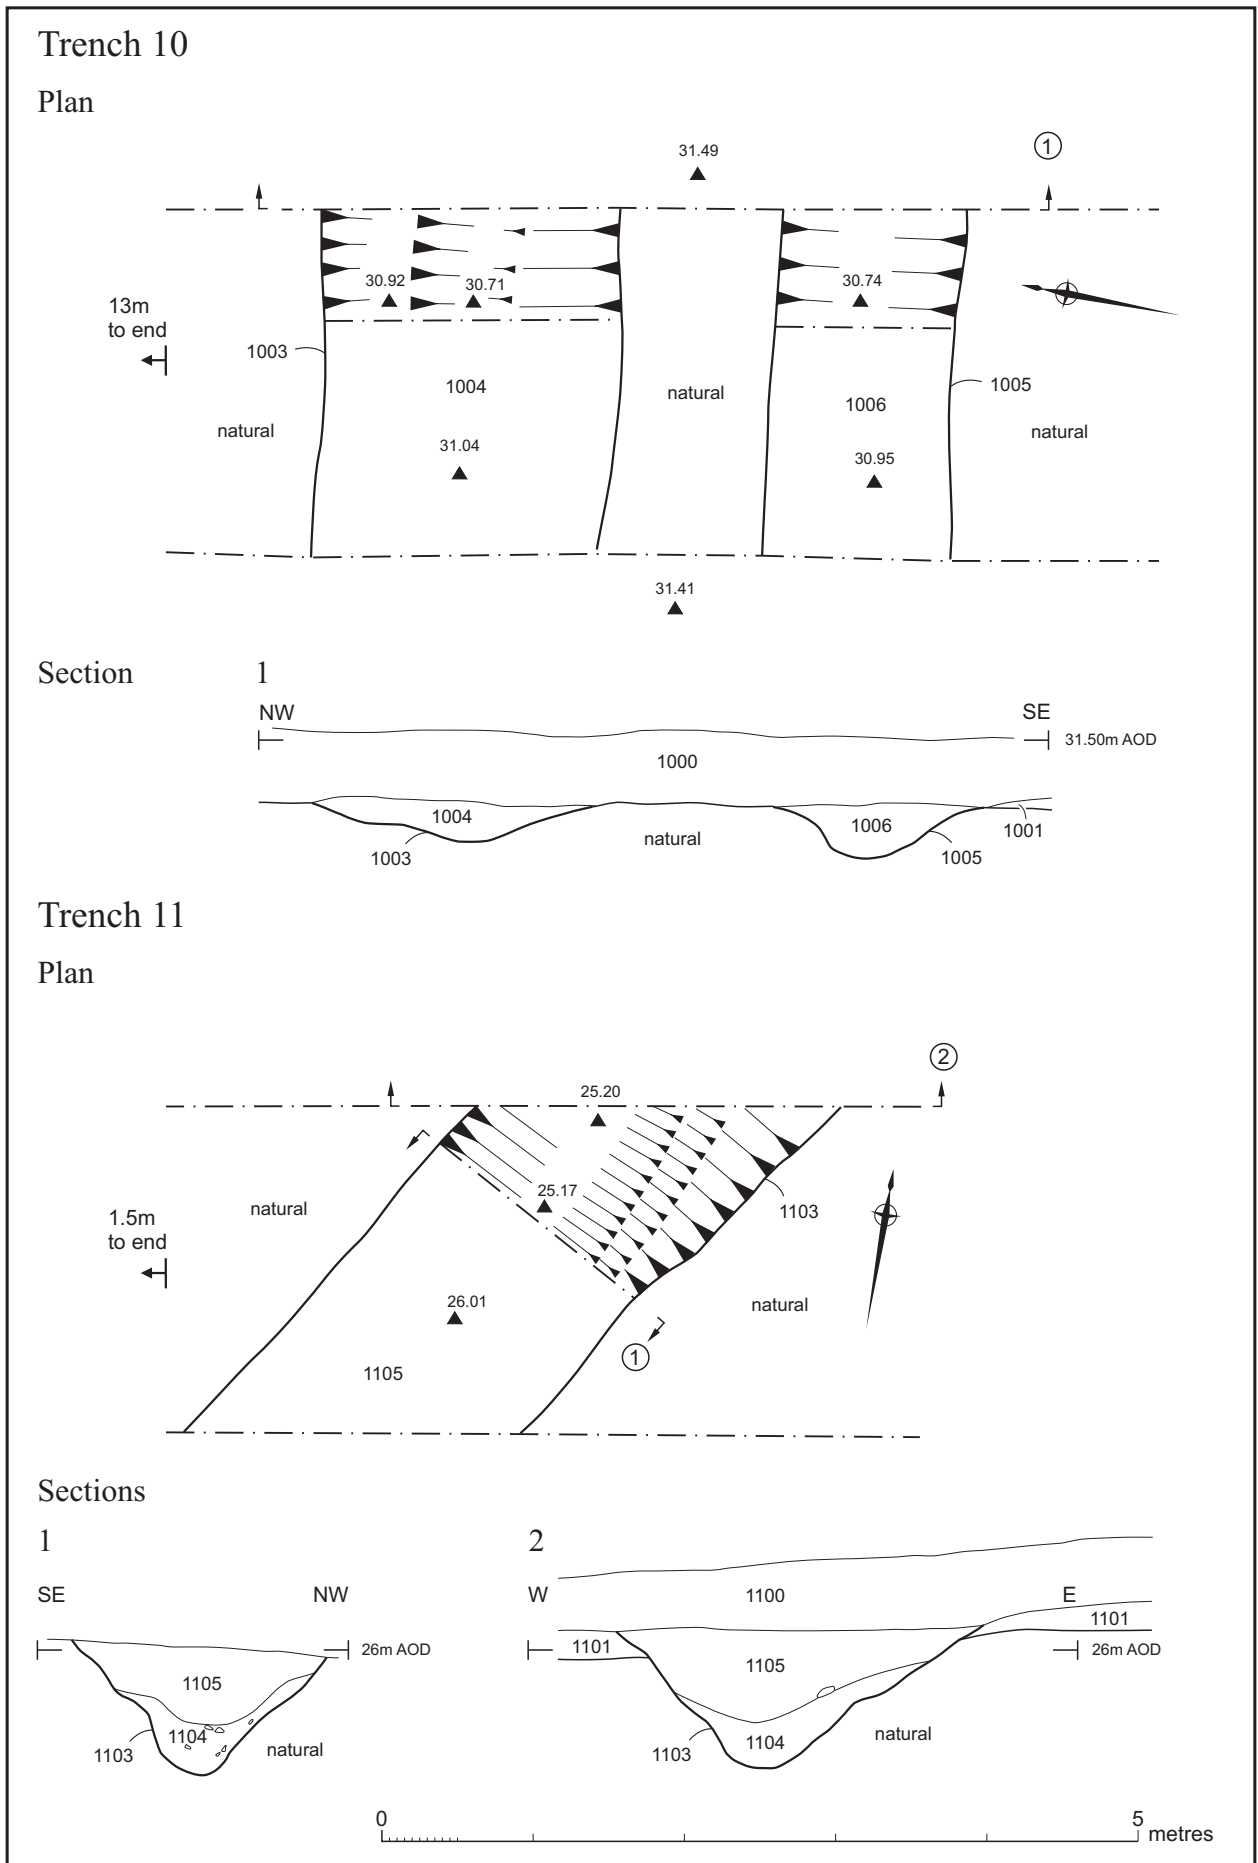 Trench 10
Plan
31.49
1
30.92
30.71
30.74
13m
to end
1003
1004
natural
1005
1006
natural
natural
31.04
30.95
31.41
Section 1
NW
SE
31.50m AOD
1000
1004
1006
1001
1003
natural
1005
Trench 11
Plan
2
25.20
25.17
natural
1103
1.5m
to end
26.01
natural
1
1105
Sections
1
2
SE
NW
W
E
1100
1101
1101
26m AOD
26m AOD
1105
1105
1104
1104
1103
natural
1103
natural
0
5
metres